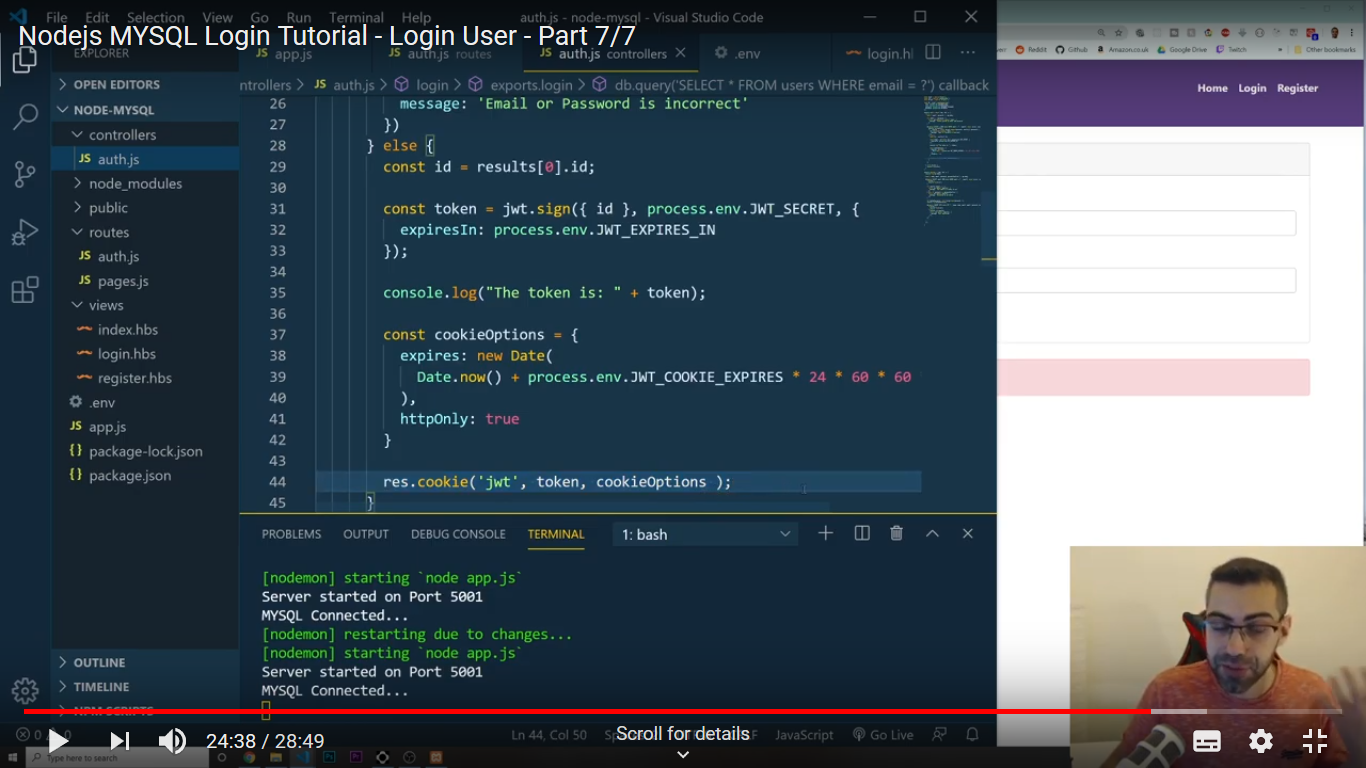 File Edit Selection View Go Run Terminal Help
auth.js - node-mysql - Visual Studio Code
Nodejs MYSQL Login Tutorial - Login User - Part 7/7
EXPLORER
JS app.js
JS auth.js routes
JS auth.js controllers
.env
login.h
OPEN EDITORS
NODE-MYSQL
controllers
JS auth.js
node_modules
public
routes
JS auth.js
JS pages.js
views
index.hbs
login.hbs
register.hbs
.env
JS app.js
{} package-lock.json
{} package.json
OUTLINE
TIMELINE
NPM SCRIPTS
ntrollers > JS auth.js > login > exports.login > db.query('SELECT * FROM users WHERE email = ?') callback
26 message: 'Email or Password is incorrect'
27 })
28 } else {
29 const id = results[0].id;
30
31 const token = jwt.sign({ id }, process.env.JWT_SECRET, {
32 expiresIn: process.env.JWT_EXPIRES_IN
33 });
34
35 console.log("The token is: " + token);
36
37 const cookieOptions = {
38 expires: new Date(
39 Date.now() + process.env.JWT_COOKIE_EXPIRES * 24 * 60 * 60
40 ),
41 httpOnly: true
42 }
43
44 res.cookie('jwt', token, cookieOptions );
45 }
PROBLEMS OUTPUT DEBUG CONSOLE TERMINAL 1: bash
[nodemon] starting `node app.js`
Server started on Port 5001
MYSQL Connected...
[nodemon] restarting due to changes...
[nodemon] starting `node app.js`
Server started on Port 5001
MYSQL Connected...
Reddit Github Amazon.co.uk Google Drive Twitch » Other bookmarks
Home Login Register
Ln 44, Col 50
JavaScript
Go Live
24:38 / 28:49
Scroll for details
Type here to search